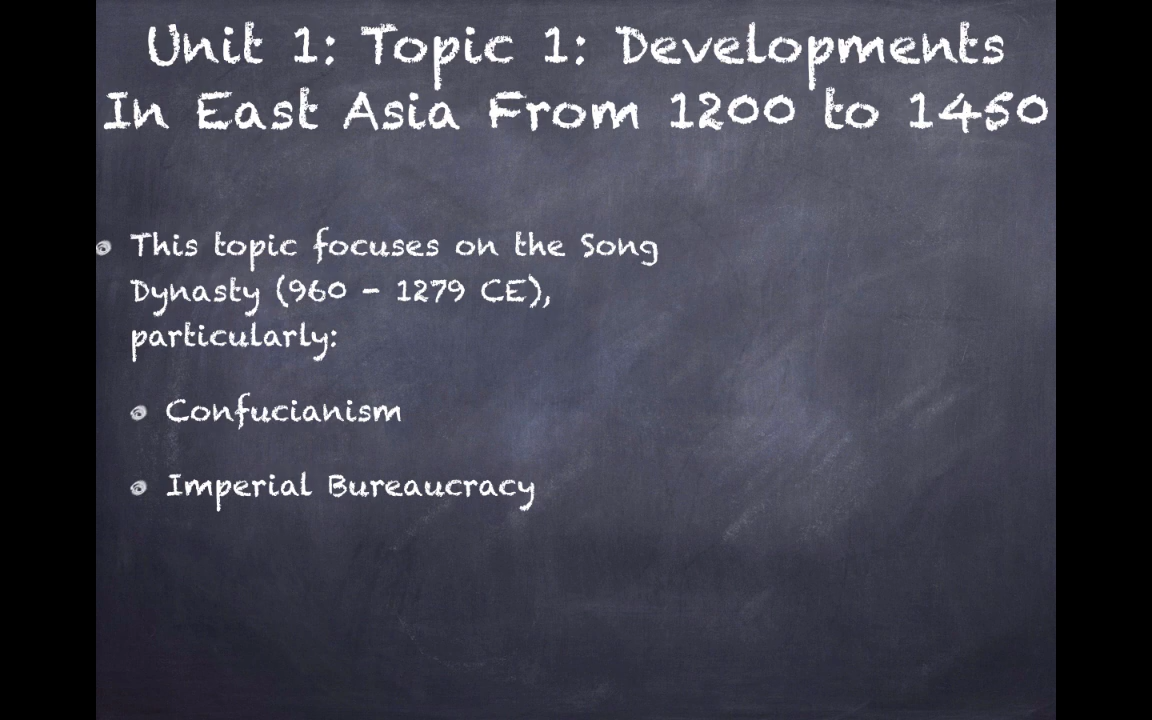 Unit 1: Topic 1: Developments
In East Asia From 1200 to 1450
This topic focuses on the Song
Dynasty (960 - 1279 CE),
particularly:
Confucianism
Imperial Bureaucracy